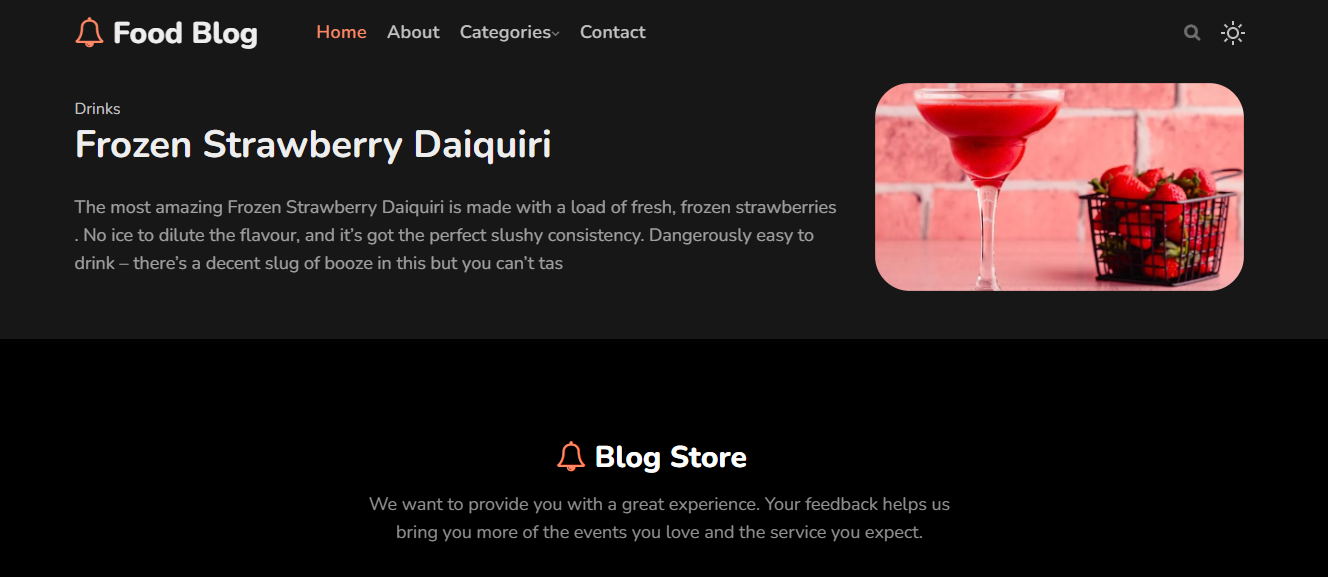 Food Blog
Home About Categories Contact
Drinks
Frozen Strawberry Daiquiri
The most amazing Frozen Strawberry Daiquiri is made with a load of fresh, frozen strawberries
. No ice to dilute the flavour, and it’s got the perfect slushy consistency. Dangerously easy to
drink – there’s a decent slug of booze in this but you can’t tas
Blog Store
We want to provide you with a great experience. Your feedback helps us
bring you more of the events you love and the service you expect.